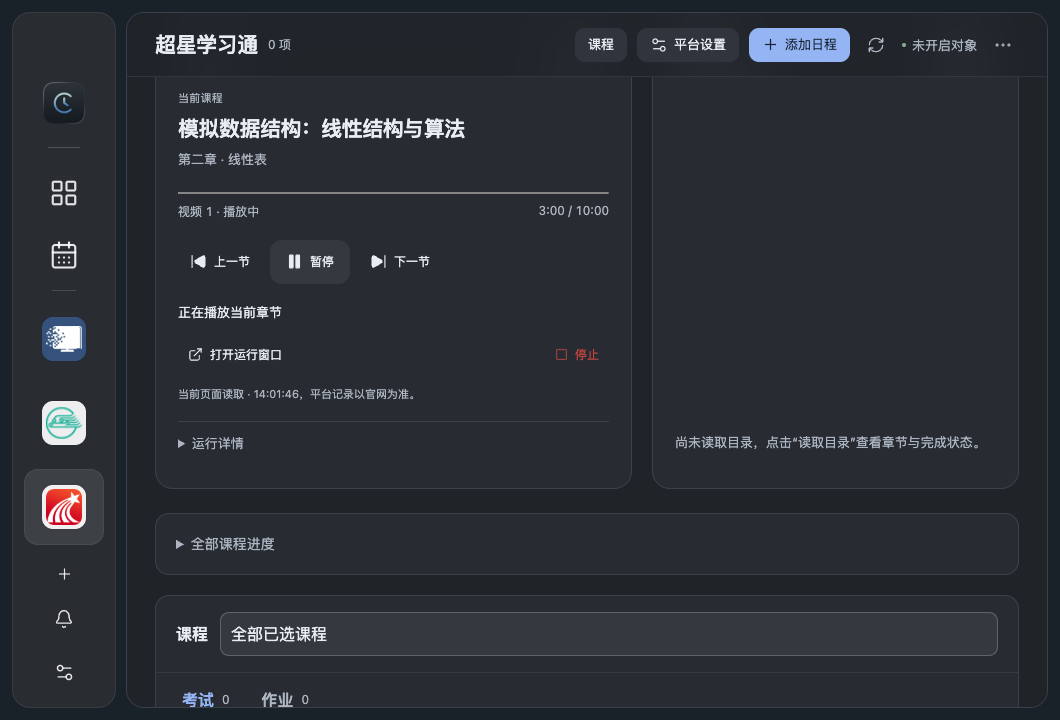 超星学习通 0 项
课程
平台设置
添加日程
未开启对象
当前课程
模拟数据结构：线性结构与算法
第二章 · 线性表
视频 1 · 播放中
3:00 / 10:00
上一节
暂停
下一节
正在播放当前章节
打开运行窗口
停止
当前页面读取 · 14:01:46，平台记录以官网为准。
运行详情
尚未读取目录，点击“读取目录”查看章节与完成状态。
全部课程进度
课程
全部已选课程
考试 0
作业 0